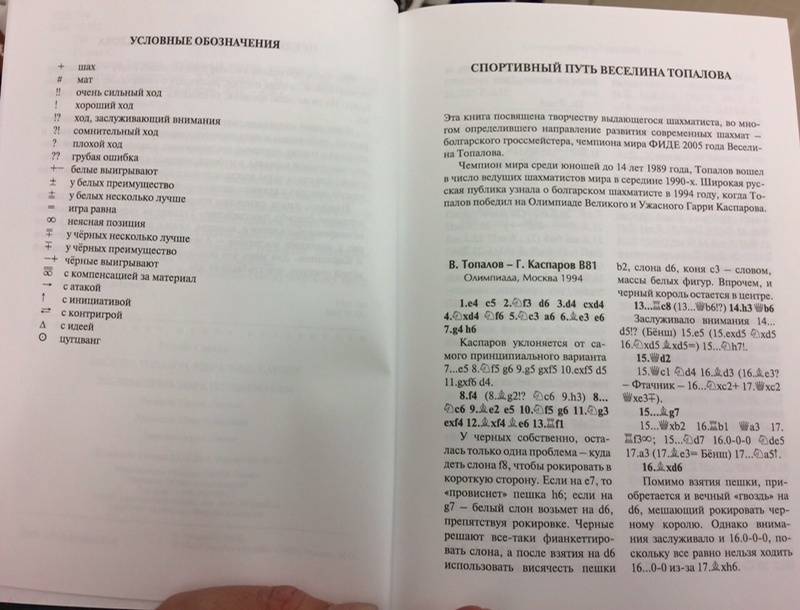 УСЛОВНЫЕ ОБОЗНАЧЕНИЯ
+ шах
# мат
!! очень сильный ход
! хороший ход
!? ход, заслуживающий внимания
?! сомнительный ход
? плохой ход
?? грубая ошибка
+− белые выигрывают
± у белых преимущество
⩲ у белых несколько лучше
= игра равна
∞ неясная позиция
⩱ у чёрных несколько лучше
∓ у чёрных преимущество
−+ чёрные выигрывают
с компенсацией за материал
→ с атакой
↑ с инициативой
⇄ с контригрой
Δ с идеей
⊙ цугцванг
СПОРТИВНЫЙ ПУТЬ ВЕСЕЛИНА ТОПАЛОВА
Эта книга посвящена творчеству выдающегося шахматиста, во мно-
гом определившего направление развития современных шахмат –
болгарского гроссмейстера, чемпиона мира ФИДЕ 2005 года Весели-
на Топалова.
Чемпион мира среди юношей до 14 лет 1989 года, Топалов вошел
в число ведущих шахматистов мира в середине 1990-х. Широкая рус-
ская публика узнала о болгарском шахматисте в 1994 году, когда То-
палов победил на Олимпиаде Великого и Ужасного Гарри Каспарова.
В. Топалов – Г. Каспаров B81
Олимпиада, Москва 1994
1.e4 c5 2.♘f3 d6 3.d4 cxd4
4.♘xd4 ♘f6 5.♘c3 a6 6.♗e3 e6
7.g4 h6
Каспаров уклоняется от са-
мого принципиального варианта
7...e5 8.♘f5 g6 9.g5 gxf5 10.exf5 d5
11.gxf6 d4.
8.f4 (8.♗g2!? ♘c6 9.h3) 8...
♘c6 9.♗e2 e5 10.♘f5 g6 11.♘g3
exf4 12.♗xf4 ♗e6 13.♖f1
У черных собственно, оста-
лась только одна проблема – куда
деть слона f8, чтобы рокировать в
короткую сторону. Если на e7, то
«провиснет» пешка h6; если на
g7 – белый слон возьмет на d6,
препятствуя рокировке. Черные
решают все-таки фианкеттиро-
вать слона, а после взятия на d6
использовать висячесть пешки
b2, слона d6, коня c3 – словом,
массы белых фигур. Впрочем, и
черный король остается в центре.
13...♖c8 (13...♕b6!?) 14.h3 ♕b6
Заслуживало внимания 14...
d5!? (Бёнш) 15.e5 (15.exd5 ♘xd5
16.♘xd5 ♗xd5=) 15...♘h7!.
15.♕d2
15.♕c1 ♘d4 16.♗d3 (16.♗e3?
– Фтачник – 16...♘xc2+ 17.♕xc2
♕xe3∓).
15...♗g7
15...♕xb2 16.♖b1 ♕a3 17.
♖f3∞; 15...♘d7 16.0-0-0 ♘de5
17.a3 (17.♗e3= Бёнш) 17...♘a5!.
16.♗xd6
Помимо взятия пешки, при-
обретается и вечный «гвоздь» на
d6, мешающий рокировать чер-
ному королю. Однако внима-
ния заслуживало и 16.0-0-0, по-
скольку все равно нельзя ходить
16...0-0 из-за 17.♗xh6.